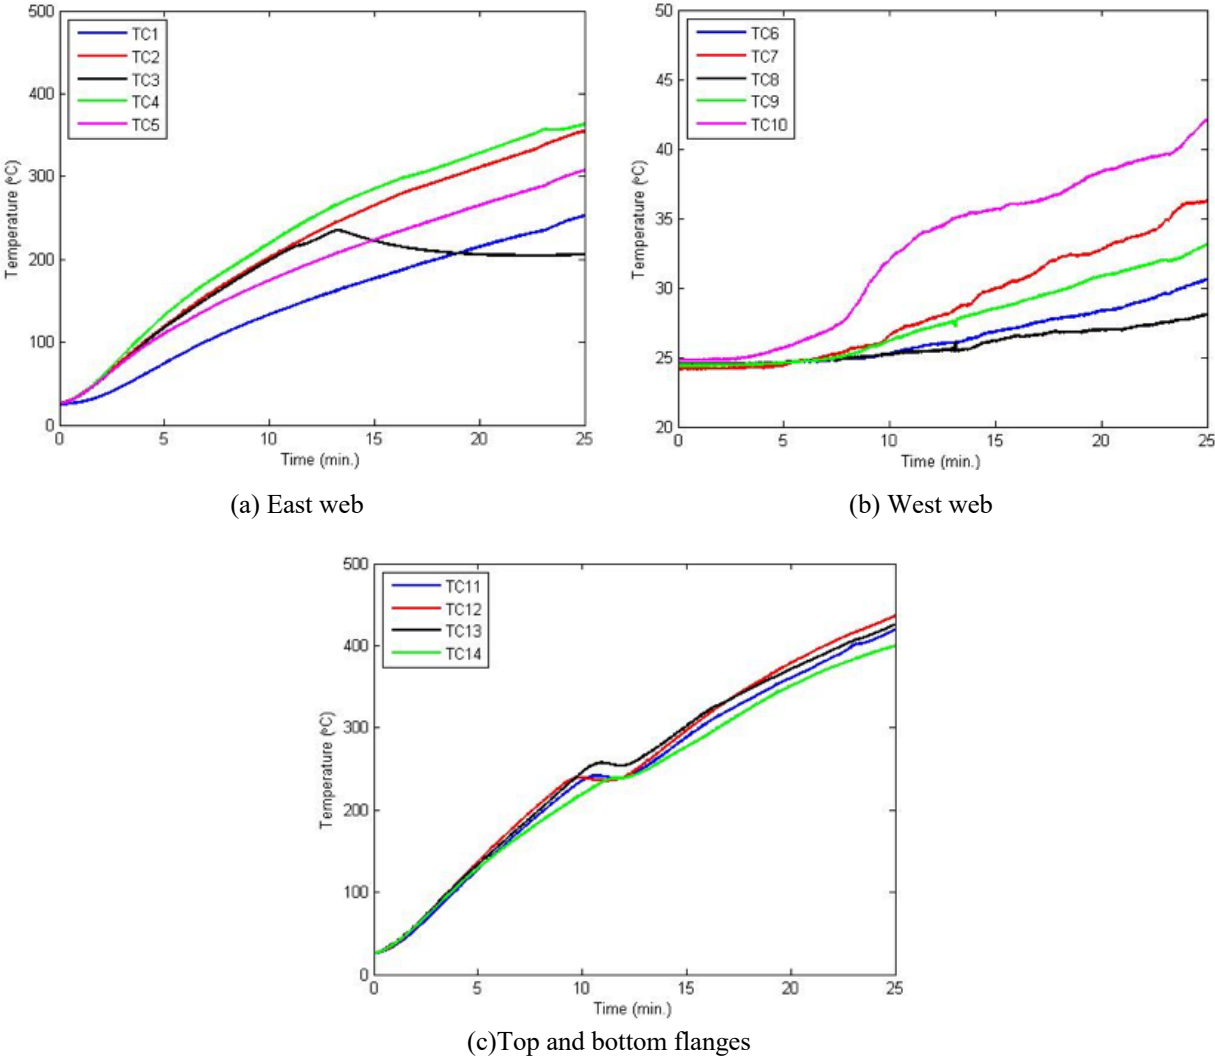 500
400
300
200
100
0
TC1
TC2
TC3
TC4
TC5
Temperature (ºC)
0 5 10 15 20 25
Time (min.)
(a) East web
50
45
40
35
30
25
20
TC6
TC7
TC8
TC9
TC10
Temperature (ºC)
0 5 10 15 20 25
Time (min.)
(b) West web
500
400
300
200
100
0
TC11
TC12
TC13
TC14
Temperature (ºC)
0 5 10 15 20 25
Time (min.)
(c)Top and bottom flanges